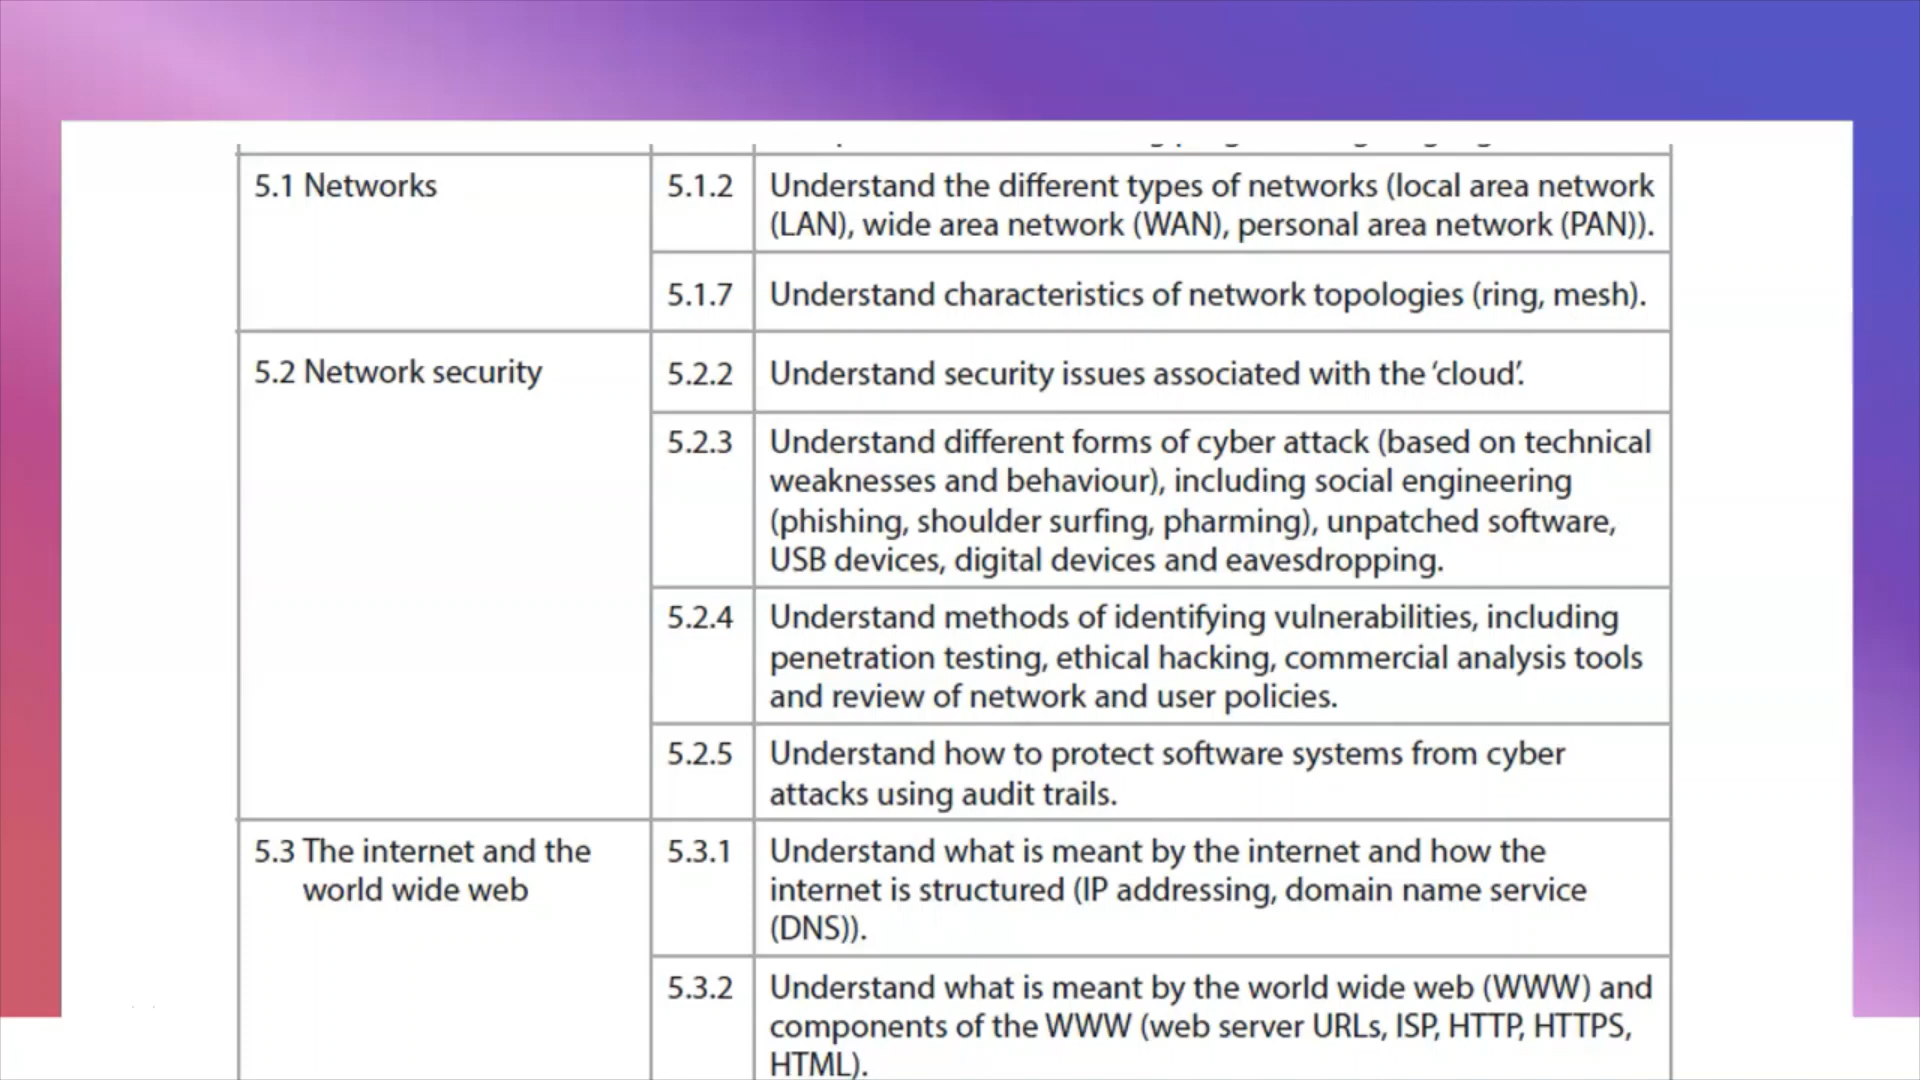 5.1 Networks
5.1.2
Understand the different types of networks (local area network
(LAN), wide area network (WAN), personal area network (PAN)).
5.1.7
Understand characteristics of network topologies (ring, mesh).
5.2 Network security
5.2.2
Understand security issues associated with the ‘cloud’.
5.2.3
Understand different forms of cyber attack (based on technical
weaknesses and behaviour), including social engineering
(phishing, shoulder surfing, pharming), unpatched software,
USB devices, digital devices and eavesdropping.
5.2.4
Understand methods of identifying vulnerabilities, including
penetration testing, ethical hacking, commercial analysis tools
and review of network and user policies.
5.2.5
Understand how to protect software systems from cyber
attacks using audit trails.
5.3 The internet and the
world wide web
5.3.1
Understand what is meant by the internet and how the
internet is structured (IP addressing, domain name service
(DNS)).
5.3.2
Understand what is meant by the world wide web (WWW) and
components of the WWW (web server URLs, ISP, HTTP, HTTPS,
HTML).